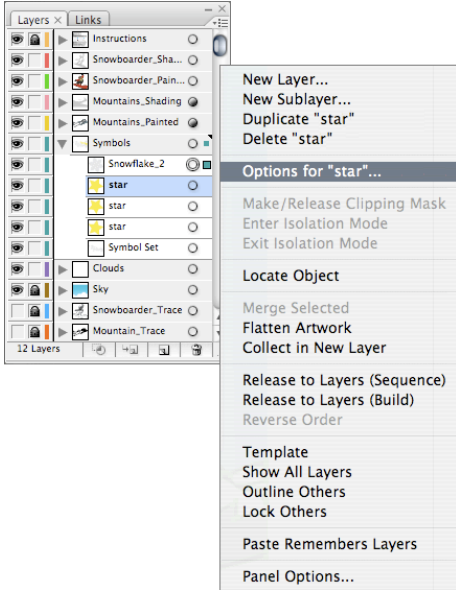 Layers × Links
Instructions
Snowboarder_Sha...
Snowboarder_Pain...
Mountains_Shading
Mountains_Painted
Symbols
Snowflake_2
star
star
star
Symbol Set
Clouds
Sky
Snowboarder_Trace
Mountain_Trace
12 Layers
New Layer...
New Sublayer...
Duplicate "star"
Delete "star"
Options for "star"...
Make/Release Clipping Mask
Enter Isolation Mode
Exit Isolation Mode
Locate Object
Merge Selected
Flatten Artwork
Collect in New Layer
Release to Layers (Sequence)
Release to Layers (Build)
Reverse Order
Template
Show All Layers
Outline Others
Lock Others
Paste Remembers Layers
Panel Options...